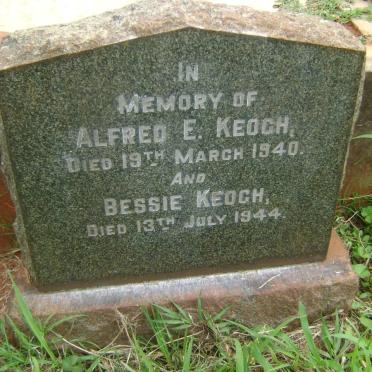 IN
MEMORY OF
ALFRED E. KEOGH,
DIED 19TH MARCH 1940.
AND
BESSIE KEOGH,
DIED 13TH JULY 1944.